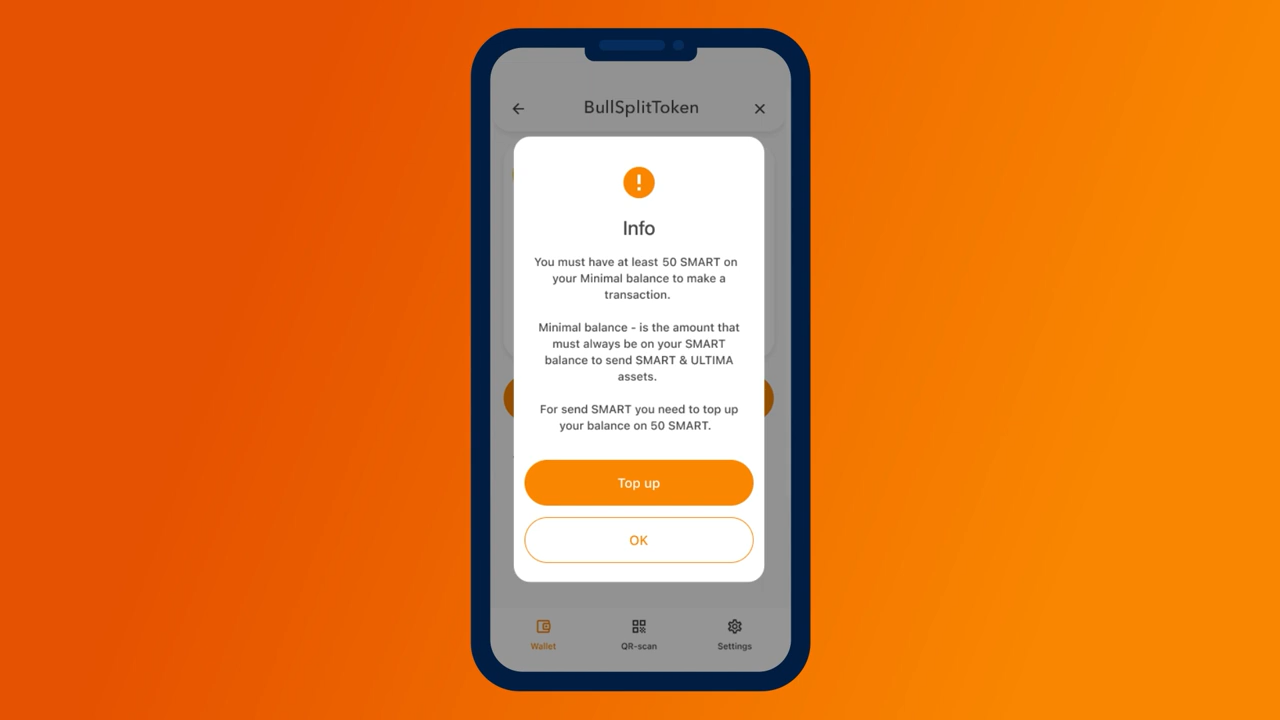 BullSplitToken
Info
You must have at least 50 SMART on
your Minimal balance to make a
transaction.
Minimal balance - is the amount that
must always be on your SMART
balance to send SMART & ULTIMA
assets.
For send SMART you need to top up
your balance on 50 SMART.
Top up
OK
Wallet
QR-scan
Settings